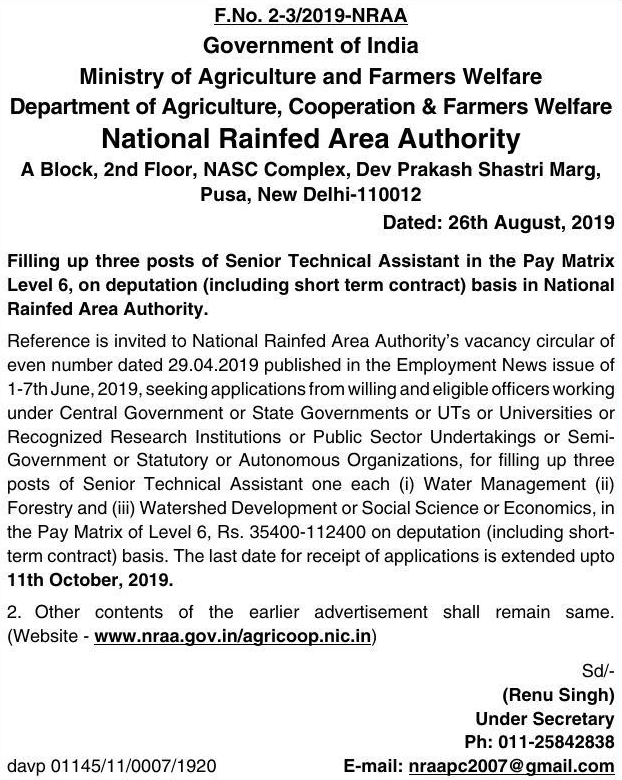 F.No. 2-3/2019-NRAA
Government of India
Ministry of Agriculture and Farmers Welfare
Department of Agriculture, Cooperation & Farmers Welfare
National Rainfed Area Authority
A Block, 2nd Floor, NASC Complex, Dev Prakash Shastri Marg,
Pusa, New Delhi-110012
Dated: 26th August, 2019
Filling up three posts of Senior Technical Assistant in the Pay Matrix
Level 6, on deputation (including short term contract) basis in National
Rainfed Area Authority.
Reference is invited to National Rainfed Area Authority's vacancy circular of
even number dated 29.04.2019 published in the Employment News issue of
1-7th June, 2019, seeking applications from willing and eligible officers working
under Central Government or State Governments or UTs or Universities or
Recognized Research Institutions or Public Sector Undertakings or Semi-
Government or Statutory or Autonomous Organizations, for filling up three
posts of Senior Technical Assistant one each (i) Water Management (ii)
Forestry and (iii) Watershed Development or Social Science or Economics, in
the Pay Matrix of Level 6, Rs. 35400-112400 on deputation (including short-
term contract) basis. The last date for receipt of applications is extended upto
11th October, 2019.
2. Other contents of the earlier advertisement shall remain same.
(Website - www.nraa.gov.in/agricoop.nic.in)
Sd/-
(Renu Singh)
Under Secretary
Ph: 011-25842838
davp 01145/11/0007/1920 E-mail: nraapc2007@gmail.com